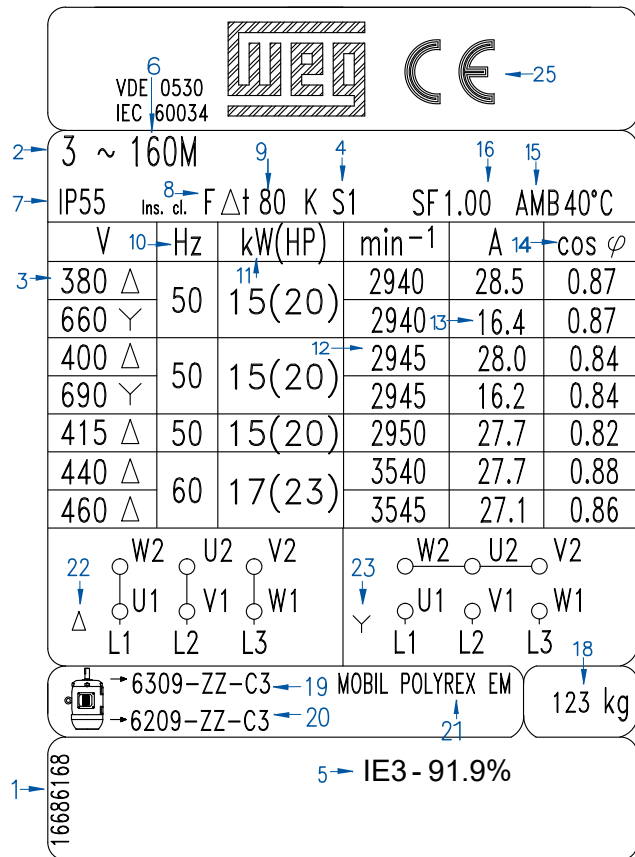 6
VDE 0530
IEC 60034
weg
CE
25
2 3 ~ 160M 9 4 16 15
7 IP55 Ins. cl. 8 F Δt 80 K S1 SF1.00 AMB40°C
V 10 Hz kW(HP) min⁻¹ A 14 cos φ
11
3 380 Δ 50 15(20) 2940 28.5 0.87
660 Y 2940 13 16.4 0.87
400 Δ 50 15(20) 12 2945 28.0 0.84
690 Y 2945 16.2 0.84
415 Δ 50 15(20) 2950 27.7 0.82
440 Δ 60 17(23) 3540 27.7 0.88
460 Δ 3545 27.1 0.86
22 W2 U2 V2
Δ U1 V1 W1
L1 L2 L3
23 W2 U2 V2
Y U1 V1 W1
L1 L2 L3
18
6309-ZZ-C3 19 MOBIL POLYREX EM
6209-ZZ-C3 20
21
123 kg
5 IE3 - 91.9%
1 16686168